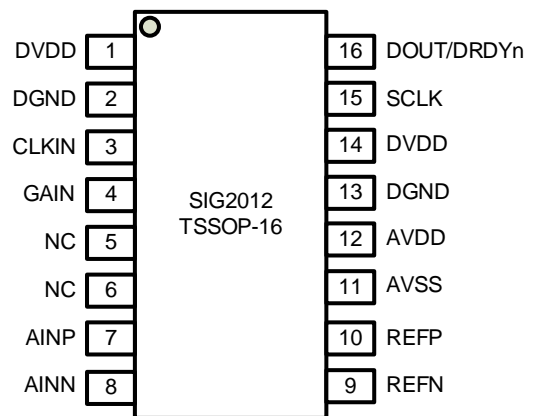 DVDD 1
DGND 2
CLKIN 3
GAIN 4
NC 5
NC 6
AINP 7
AINN 8
SIG2012
TSSOP-16
16 DOUT/DRDYn
15 SCLK
14 DVDD
13 DGND
12 AVDD
11 AVSS
10 REFP
9 REFN